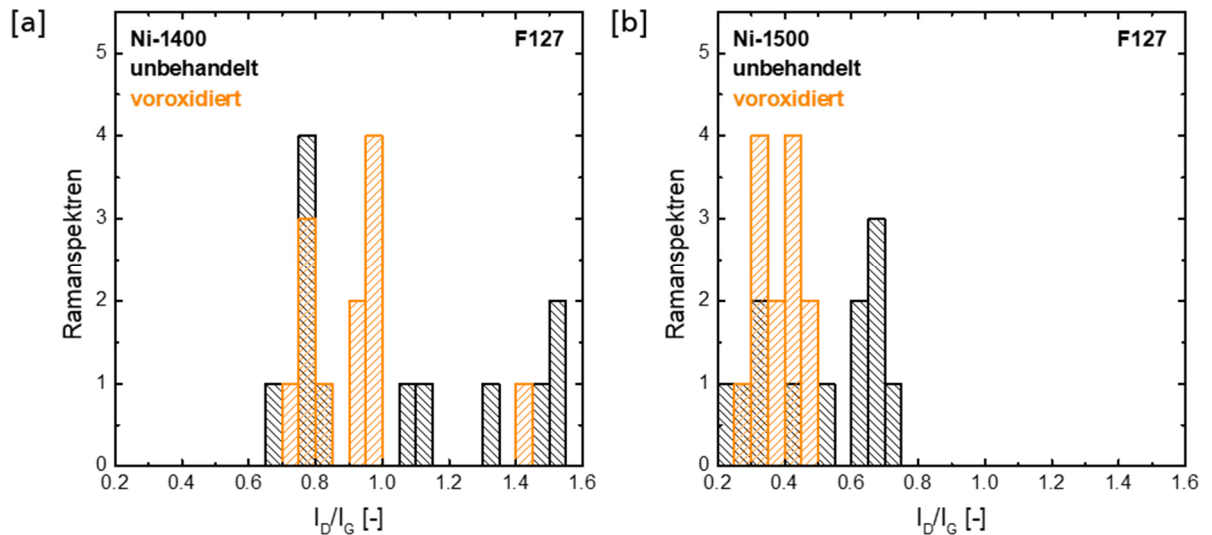 [a]
Ni-1400 F127
unbehandelt
voroxidiert
Ramanspektren
5
4
3
2
1
0
0.2 0.4 0.6 0.8 1.0 1.2 1.4 1.6
I_D/I_G [-]
[b]
Ni-1500 F127
unbehandelt
voroxidiert
Ramanspektren
5
4
3
2
1
0
0.2 0.4 0.6 0.8 1.0 1.2 1.4 1.6
I_D/I_G [-]